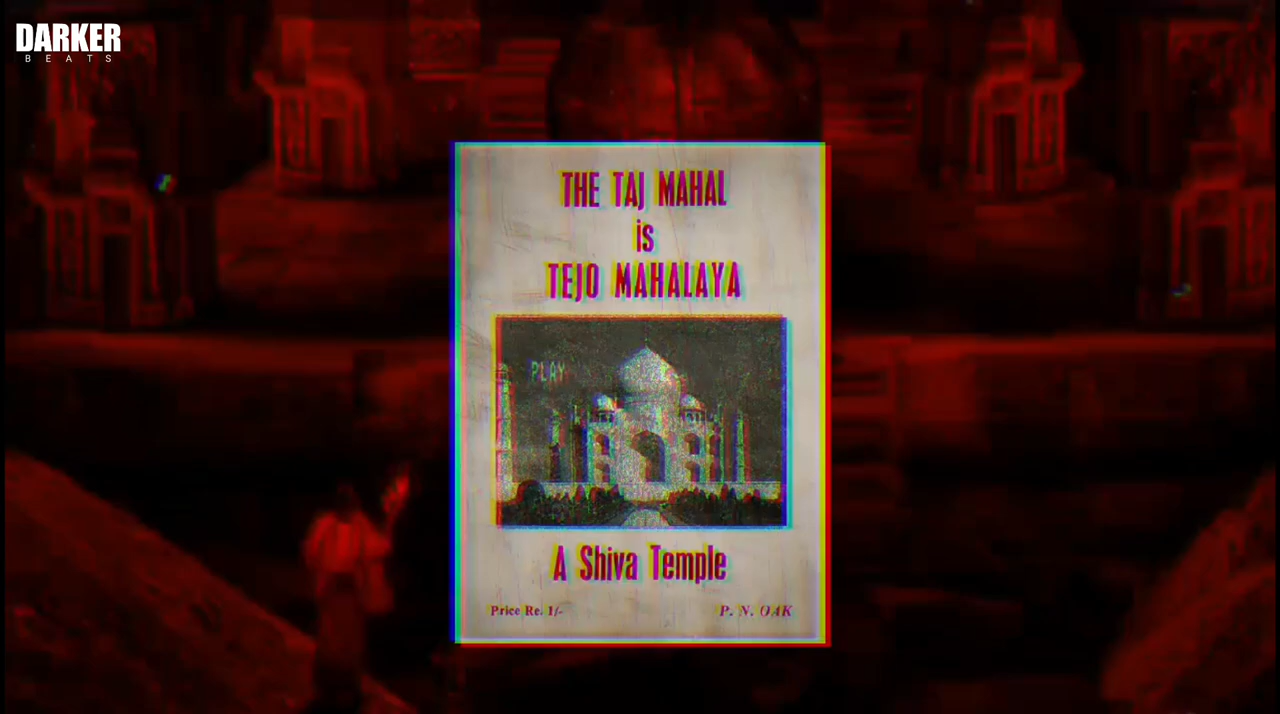 DARKER
BEATS
THE TAJ MAHAL
is
TEJO MAHALAYA
PLAY
A Shiva Temple
Price Re. 1/-
P. N. OAK